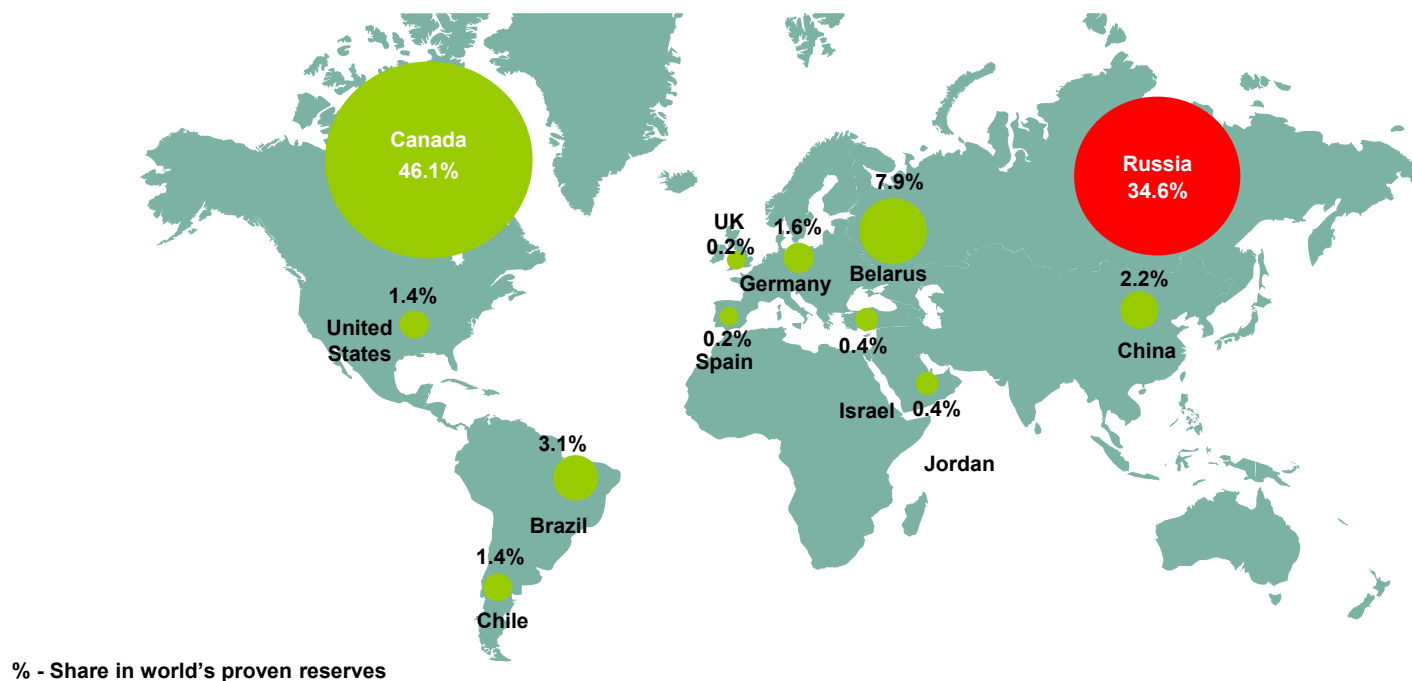 Canada
46.1%
Russia
34.6%
7.9%
Belarus
UK
0.2%
1.6%
Germany
2.2%
China
1.4%
United
States
0.2%
Spain
0.4%
Israel
0.4%
Jordan
3.1%
Brazil
1.4%
Chile
% - Share in world’s proven reserves